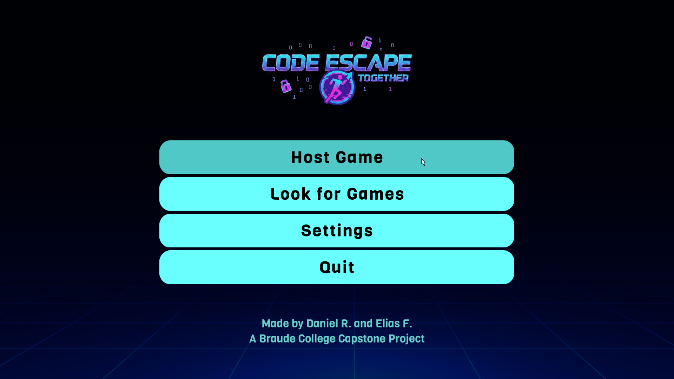 CODE ESCAPE
TOGETHER
Host Game
Look for Games
Settings
Quit
Made by Daniel R. and Elias F.
A Braude College Capstone Project